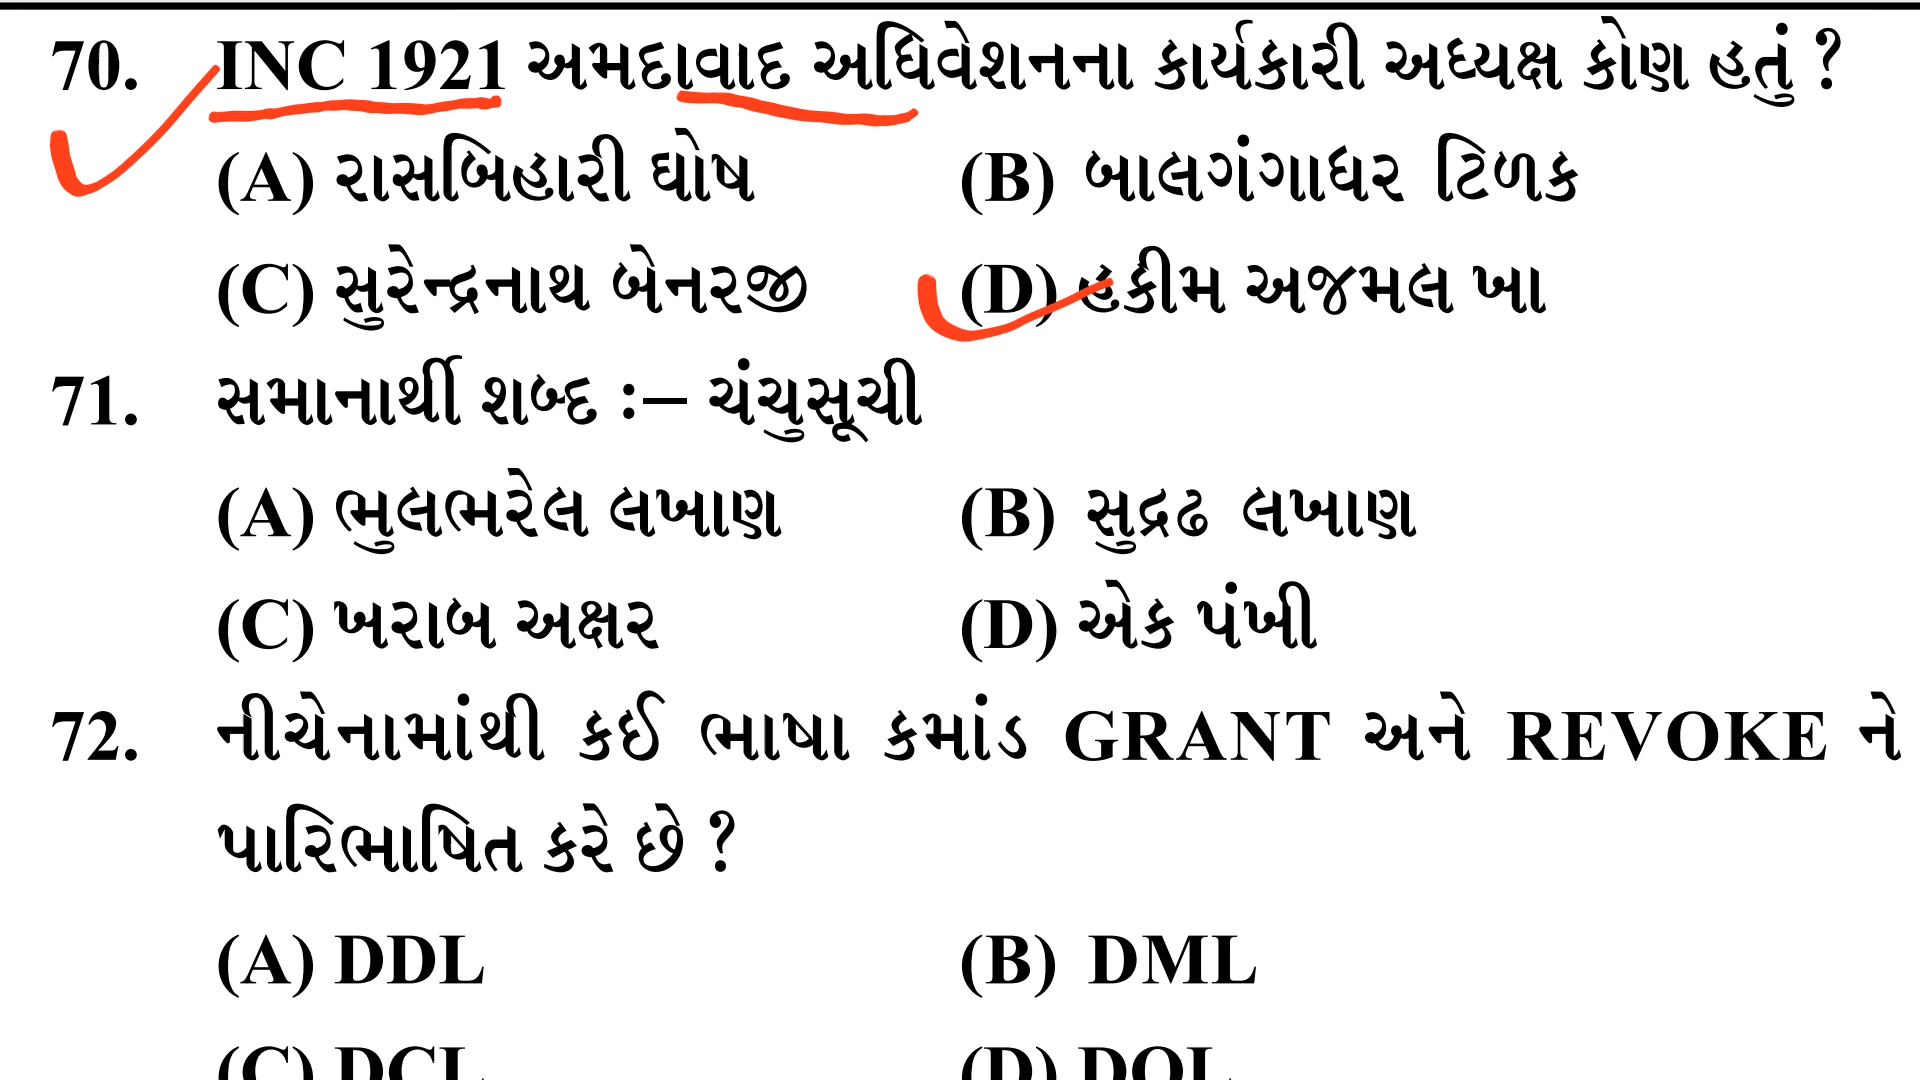 70. INC 1921 અમદાવાદ અધિવેશનના કાર્યકારી અધ્યક્ષ કોણ હતું ?
(A) રાસબિહારી ઘોષ (B) બાલગંગાધર ટિળક
(C) સુરેન્દ્રનાથ બેનરજી (D) હકીમ અજમલ ખા
71. સમાનાર્થી શબ્દ :– ચંચુસૂચી
(A) ભુલભરેલ લખાણ (B) સુદ્રઢ લખાણ
(C) ખરાબ અક્ષર (D) એક પંખી
72. નીચેનામાંથી કઈ ભાષા કમાંડ GRANT અને REVOKE ને
પારિભાષિત કરે છે ?
(A) DDL (B) DML
(C) DCL (D)